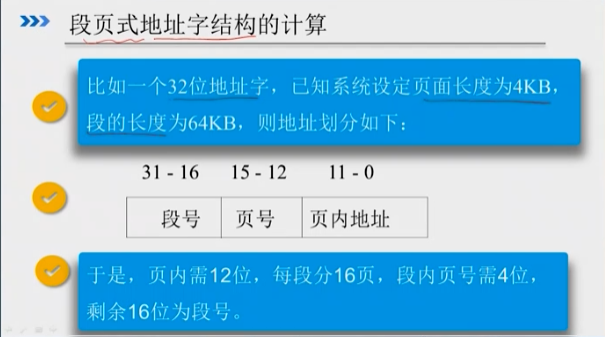 段页式地址字结构的计算
比如一个32位地址字，已知系统设定页面长度为4KB，
段的长度为64KB，则地址划分如下：
31 - 16 15 - 12 11 - 0
段号 页号 页内地址
于是，页内需12位，每段分16页，段内页号需4位，
剩余16位为段号。